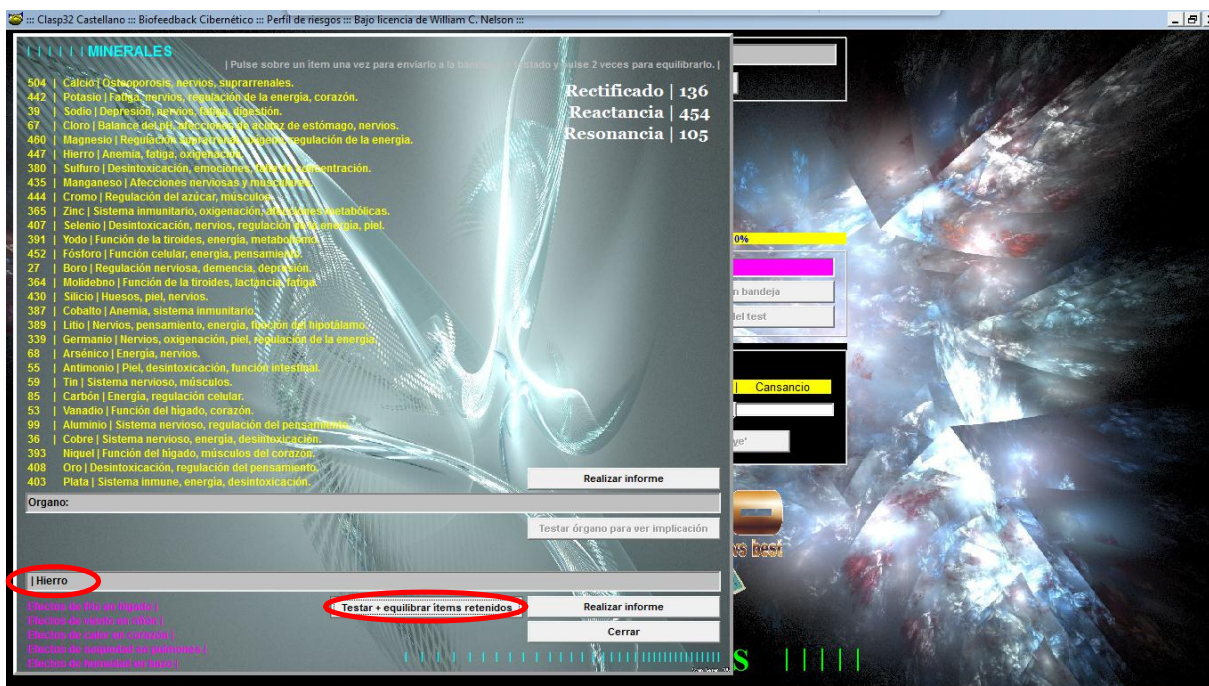 ::: Clasp32 Castellano ::: Biofeedback Cibernético ::: Perfil de riesgos ::: Bajo licencia de William C. Nelson :::
| | | | | | MINERALES
| Pulse sobre un item una vez para enviarlo a la y pulse 2 veces para equilibrarlo. |
Rectificado | 136
Reactancia | 454
Resonancia | 105
504 | Calcio | Osteoporosis, nervios, suprarrenales.
442 | Potasio | Fatiga, nervios, regulación de la energía, corazón.
39 | Sodio | Depresión, nervios, fatiga, digestión.
67 | Cloro | Balance del pH, afecciones de acidez de estómago, nervios.
460 | Magnesio | Regulación suprarrenal, oxígeno, regulación de la energía.
447 | Hierro | Anemia, fatiga, oxigenación.
380 | Sulfuro | Desintoxicación, emociones, falta de concentración.
435 | Manganeso | Afecciones nerviosas y musculares.
444 | Cromo | Regulación del azúcar, músculos.
365 | Zinc | Sistema inmunitario, oxigenación, afecciones metabólicas.
407 | Selenio | Desintoxicación, nervios, regulación de la energía, piel.
391 | Yodo | Función de la tiroides, energía, metabolismo.
452 | Fósforo | Función celular, energía, pensamiento.
27 | Boro | Regulación nerviosa, demencia, depresión.
364 | Molidebno | Función de la tiroides, lactancia, fatiga.
430 | Silicio | Huesos, piel, nervios.
387 | Cobalto | Anemia, sistema inmunitario.
389 | Litio | Nervios, pensamiento, energía, función del hipotálamo.
339 | Germanio | Nervios, oxigenación, piel, regulación de la energía.
68 | Arsénico | Energía, nervios.
55 | Antimonio | Piel, desintoxicación, función intestinal.
59 | Tin | Sistema nervioso, músculos.
85 | Carbón | Energía, regulación celular.
53 | Vanadio | Función del hígado, corazón.
99 | Aluminio | Sistema nervioso, regulación del pensamiento.
36 | Cobre | Sistema nervioso, energía, desintoxicación.
393 Niquel | Función del hígado, músculos del corazón.
408 Oro | Desintoxicación, regulación del pensamiento.
403 Plata | Sistema inmune, energía, desintoxicación.
Realizar informe
Organo:
Testar órgano para ver implicación
| Hierro
Testar + equilibrar items retenidos
Realizar informe
Cerrar
Efectos de frío en hígado |
Efectos de viento en riñón |
Efectos de calor en corazón |
Efectos de sequedad en pulmones |
Efectos de humedad en bazo |
0%
n bandeja
del test
| Cansancio
ye'
vs best
S | | | | |